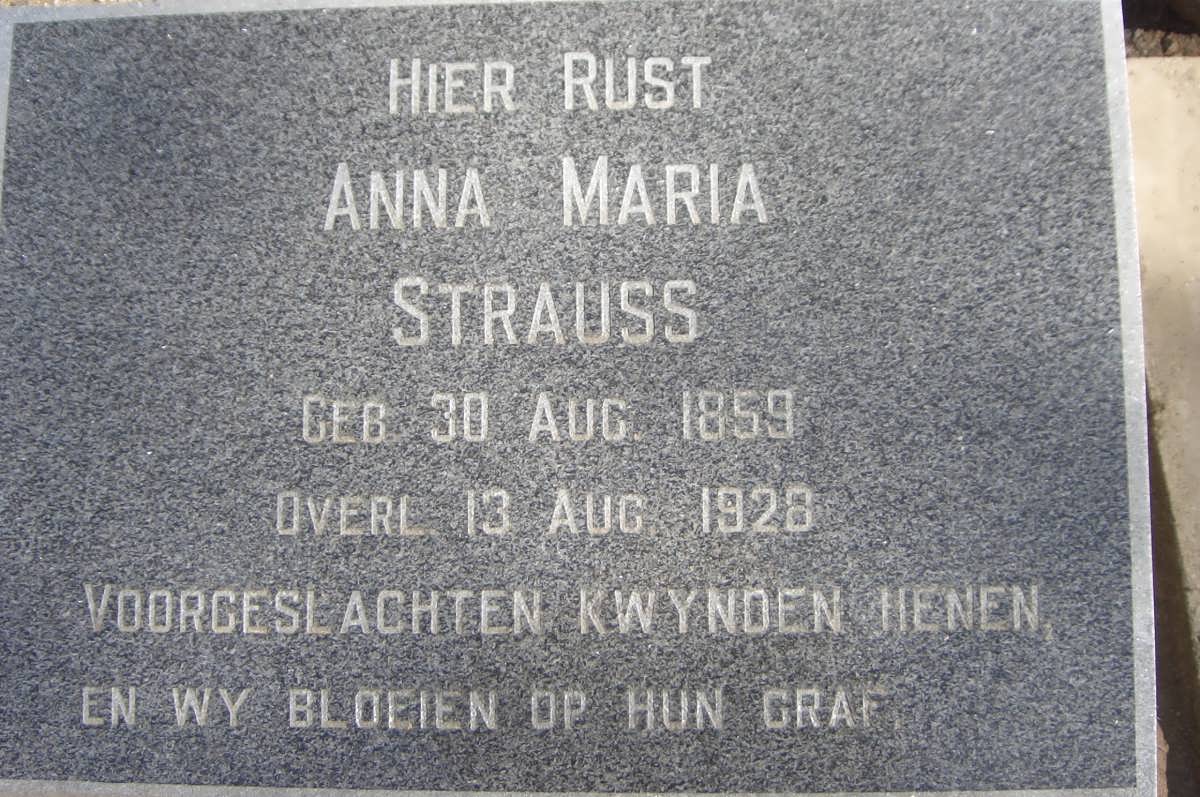 HIER RUST
ANNA MARIA
STRAUSS
GEB. 30 AUG. 1859
OVERL. 13 AUG. 1928
VOORGESLACHTEN KWYNDEN HENEN,
EN WY BLOEIEN OP HUN GRAF.